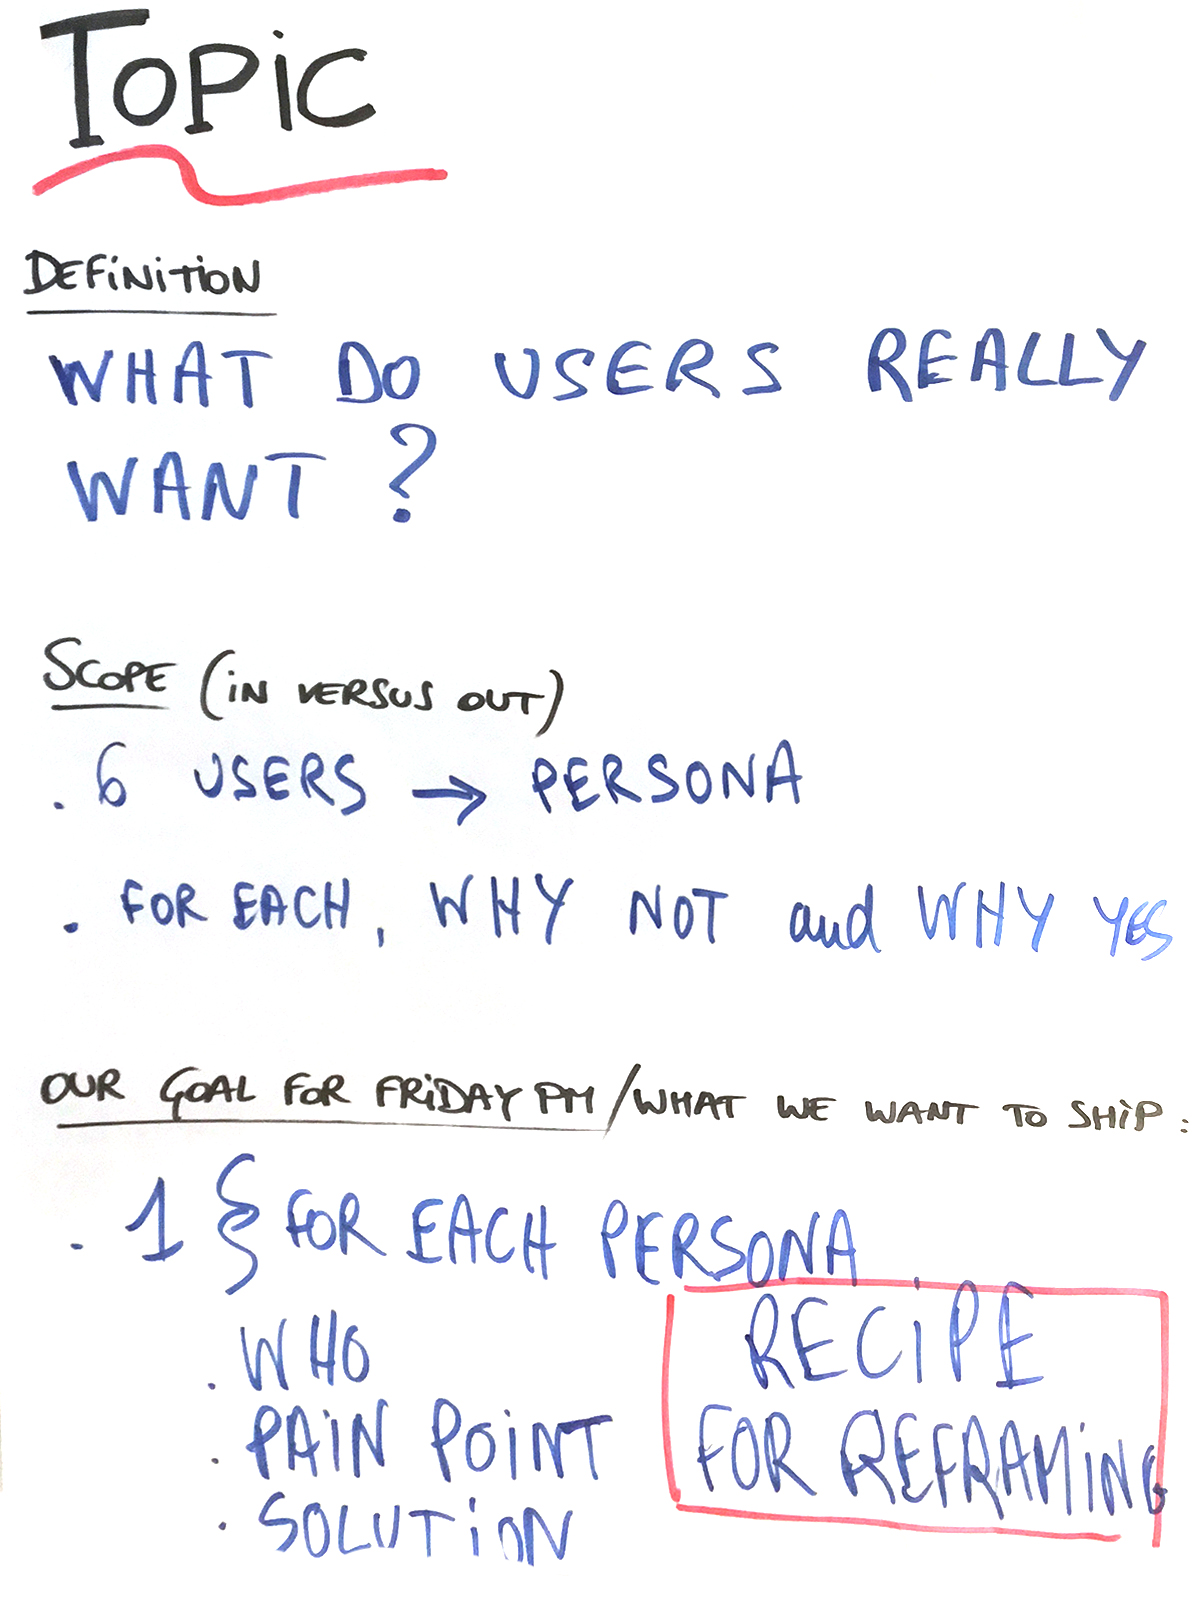 TOPiC
DEFiNiTiON
WHAT DO USERS REALLY
WANT ?
SCOPE (iN VERSUS OUT)
. 6 USERS → PERSONA
. FOR EACH, WHY NOT and WHY YES
OUR GOAL FOR FRiDAY PM / WHAT WE WANT TO SHiP :
. 1 } FOR EACH PERSONA
. WHO
. PAiN POiNT
. SOLUTiON
RECiPE
FOR REFRAMiNG